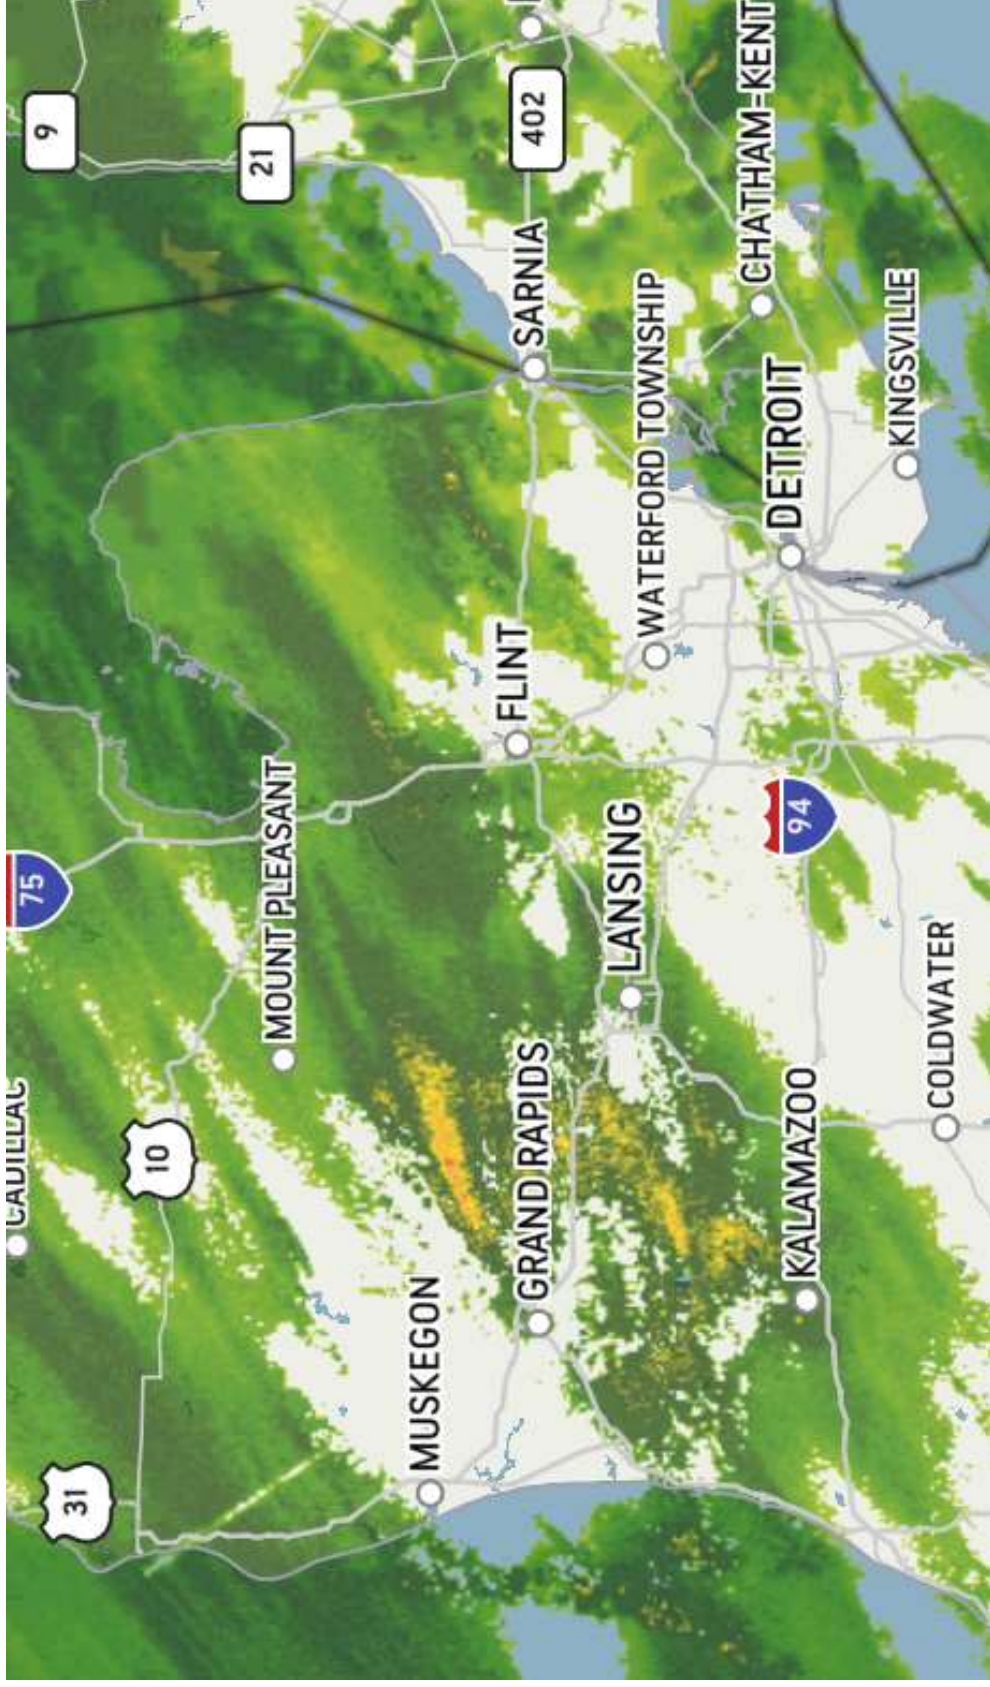 CADILLAC
75
9
31
10
21
MOUNT PLEASANT
MUSKEGON
FLINT
SARNIA
402
GRAND RAPIDS
LANSING
WATERFORD TOWNSHIP
CHATHAM-KENT
DETROIT
94
KALAMAZOO
KINGSVILLE
COLDWATER